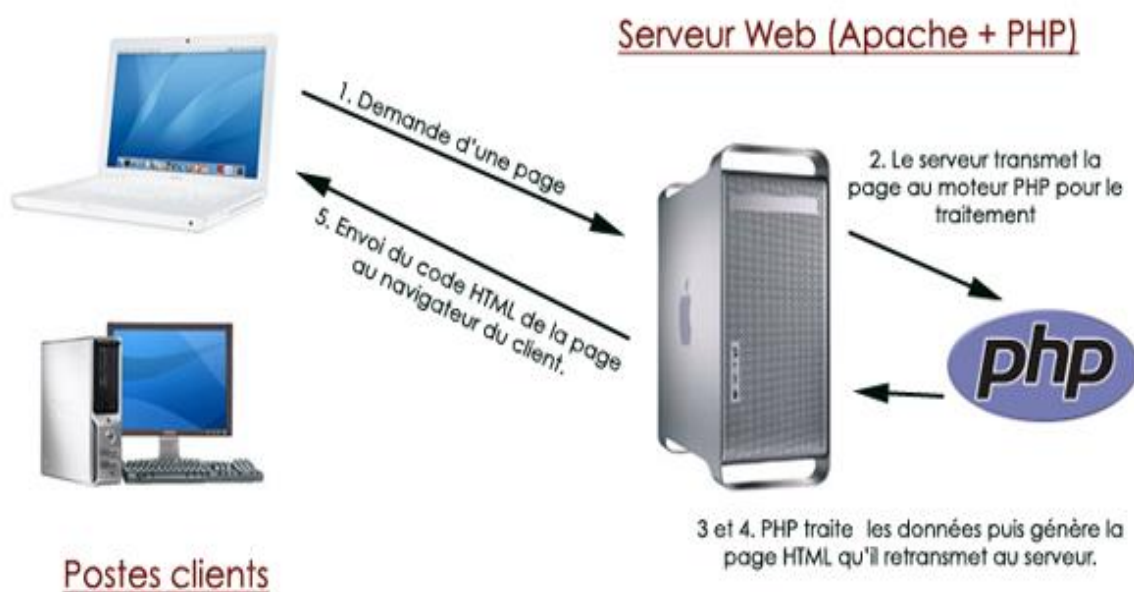 Serveur Web (Apache + PHP)
1. Demande d'une page
2. Le serveur transmet la
page au moteur PHP pour le
traitement
5. Envoi du code HTML de la page
au navigateur du client.
php
3 et 4. PHP traite les données puis génère la
page HTML qu'il retransmet au serveur.
Postes clients